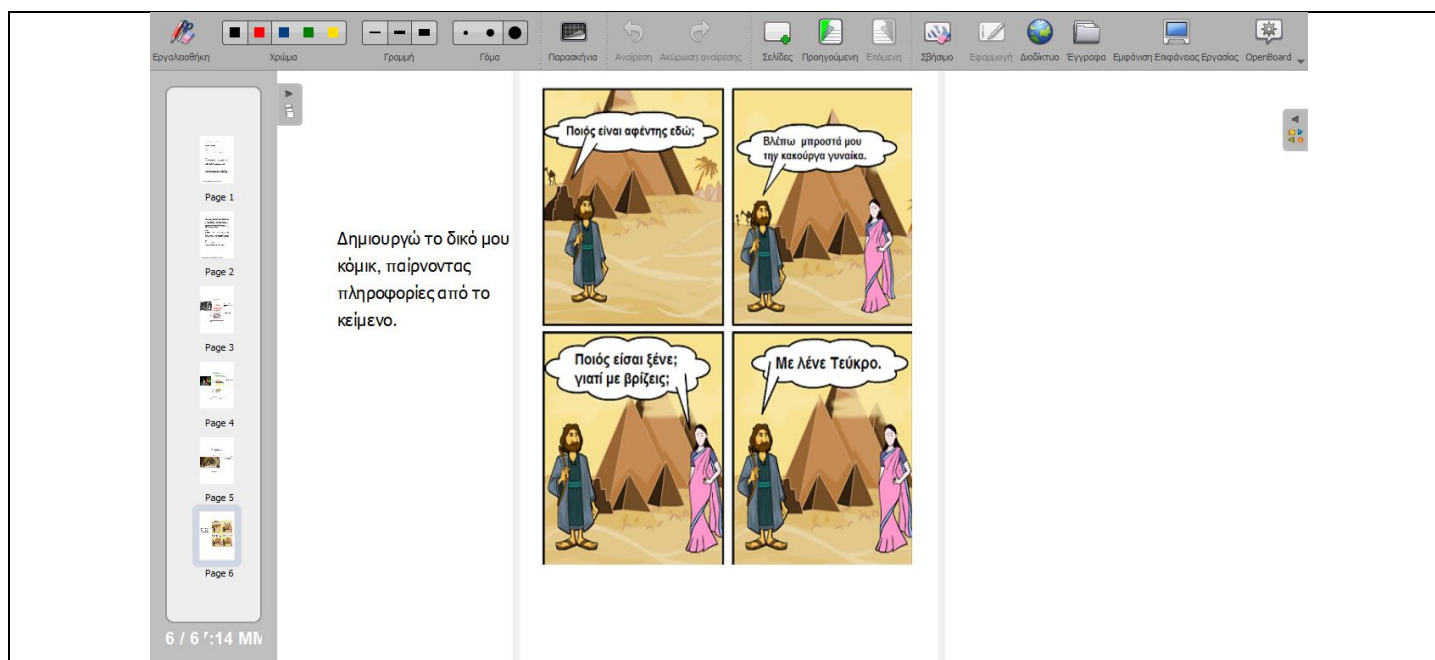 Εργαλειοθήκη
Χρώμα
Γραμμή
Γόμα
Παρασκήνια
Αναίρεση
Ακύρωση αναίρεσης
Σελίδες
Προηγούμενη
Επόμενη
Σβήσιμο
Εφαρμογή
Διαδίκτυο
Έγγραφα
Εμφάνιση Επιφάνειας Εργασίας
OpenBoard
Page 1
Page 2
Page 3
Page 4
Page 5
Page 6
6 / 6
Δημιουργώ το δικό μου
κόμικ, παίρνοντας
πληροφορίες από το
κείμενο.
Ποιός είναι αφέντης εδώ;
Βλέπω μπροστά μου
την κακούργα γυναίκα.
Ποιός είσαι ξένε;
γιατί με βρίζεις;
Με λένε Τεύκρο.